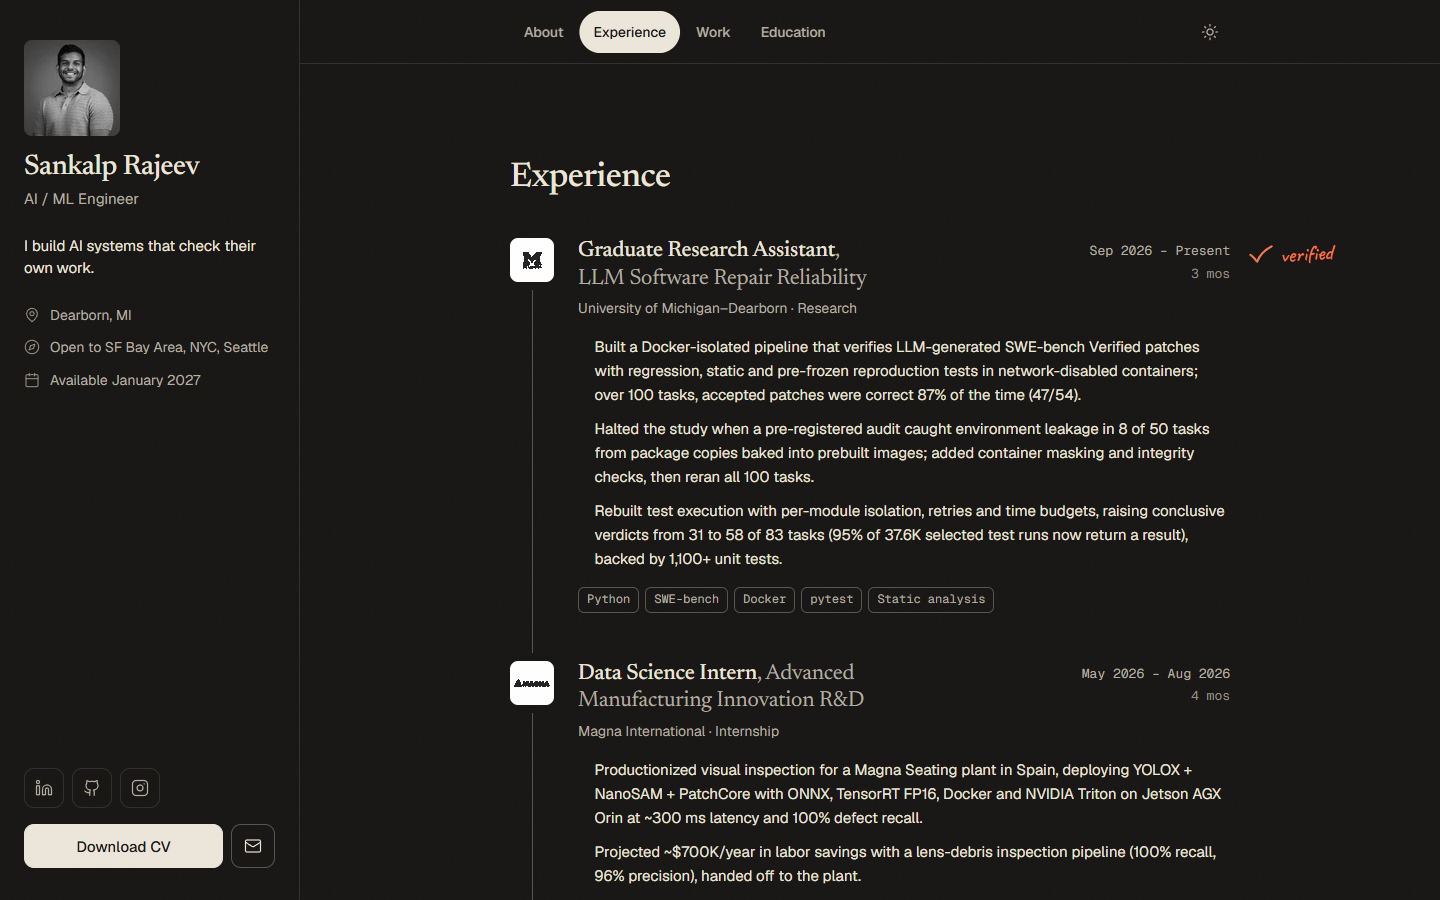 Sankalp Rajeev
AI / ML Engineer
I build AI systems that check their
own work.
Dearborn, MI
Open to SF Bay Area, NYC, Seattle
Available January 2027
Download CV
About
Experience
Work
Education
Experience
Graduate Research Assistant,
LLM Software Repair Reliability
Sep 2026 – Present
3 mos
verified
University of Michigan–Dearborn · Research
Built a Docker-isolated pipeline that verifies LLM-generated SWE-bench Verified patches
with regression, static and pre-frozen reproduction tests in network-disabled containers;
over 100 tasks, accepted patches were correct 87% of the time (47/54).
Halted the study when a pre-registered audit caught environment leakage in 8 of 50 tasks
from package copies baked into prebuilt images; added container masking and integrity
checks, then reran all 100 tasks.
Rebuilt test execution with per-module isolation, retries and time budgets, raising conclusive
verdicts from 31 to 58 of 83 tasks (95% of 37.6K selected test runs now return a result),
backed by 1,100+ unit tests.
Python
SWE-bench
Docker
pytest
Static analysis
MAGNA
Data Science Intern, Advanced
Manufacturing Innovation R&D
May 2026 – Aug 2026
4 mos
Magna International · Internship
Productionized visual inspection for a Magna Seating plant in Spain, deploying YOLOX +
NanoSAM + PatchCore with ONNX, TensorRT FP16, Docker and NVIDIA Triton on Jetson AGX
Orin at ~300 ms latency and 100% defect recall.
Projected ~$700K/year in labor savings with a lens-debris inspection pipeline (100% recall,
96% precision), handed off to the plant.